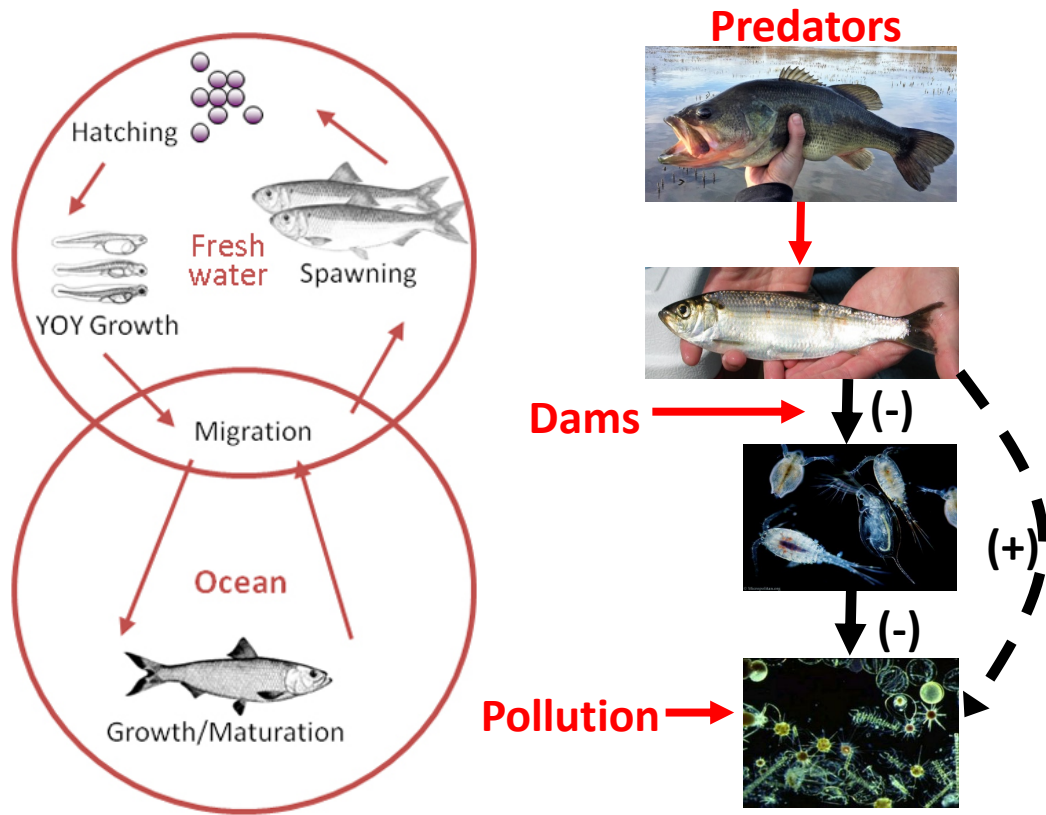 Hatching
Fresh
water
Spawning
YOY Growth
Migration
Ocean
Growth/Maturation
Predators
Dams
(-)
(+)
(-)
Pollution